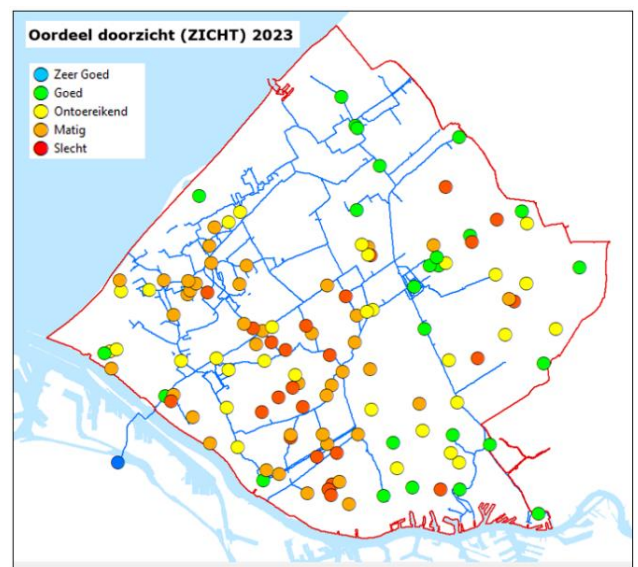 Oordeel doorzicht (ZICHT) 2023
Zeer Goed
Goed
Ontoereikend
Matig
Slecht